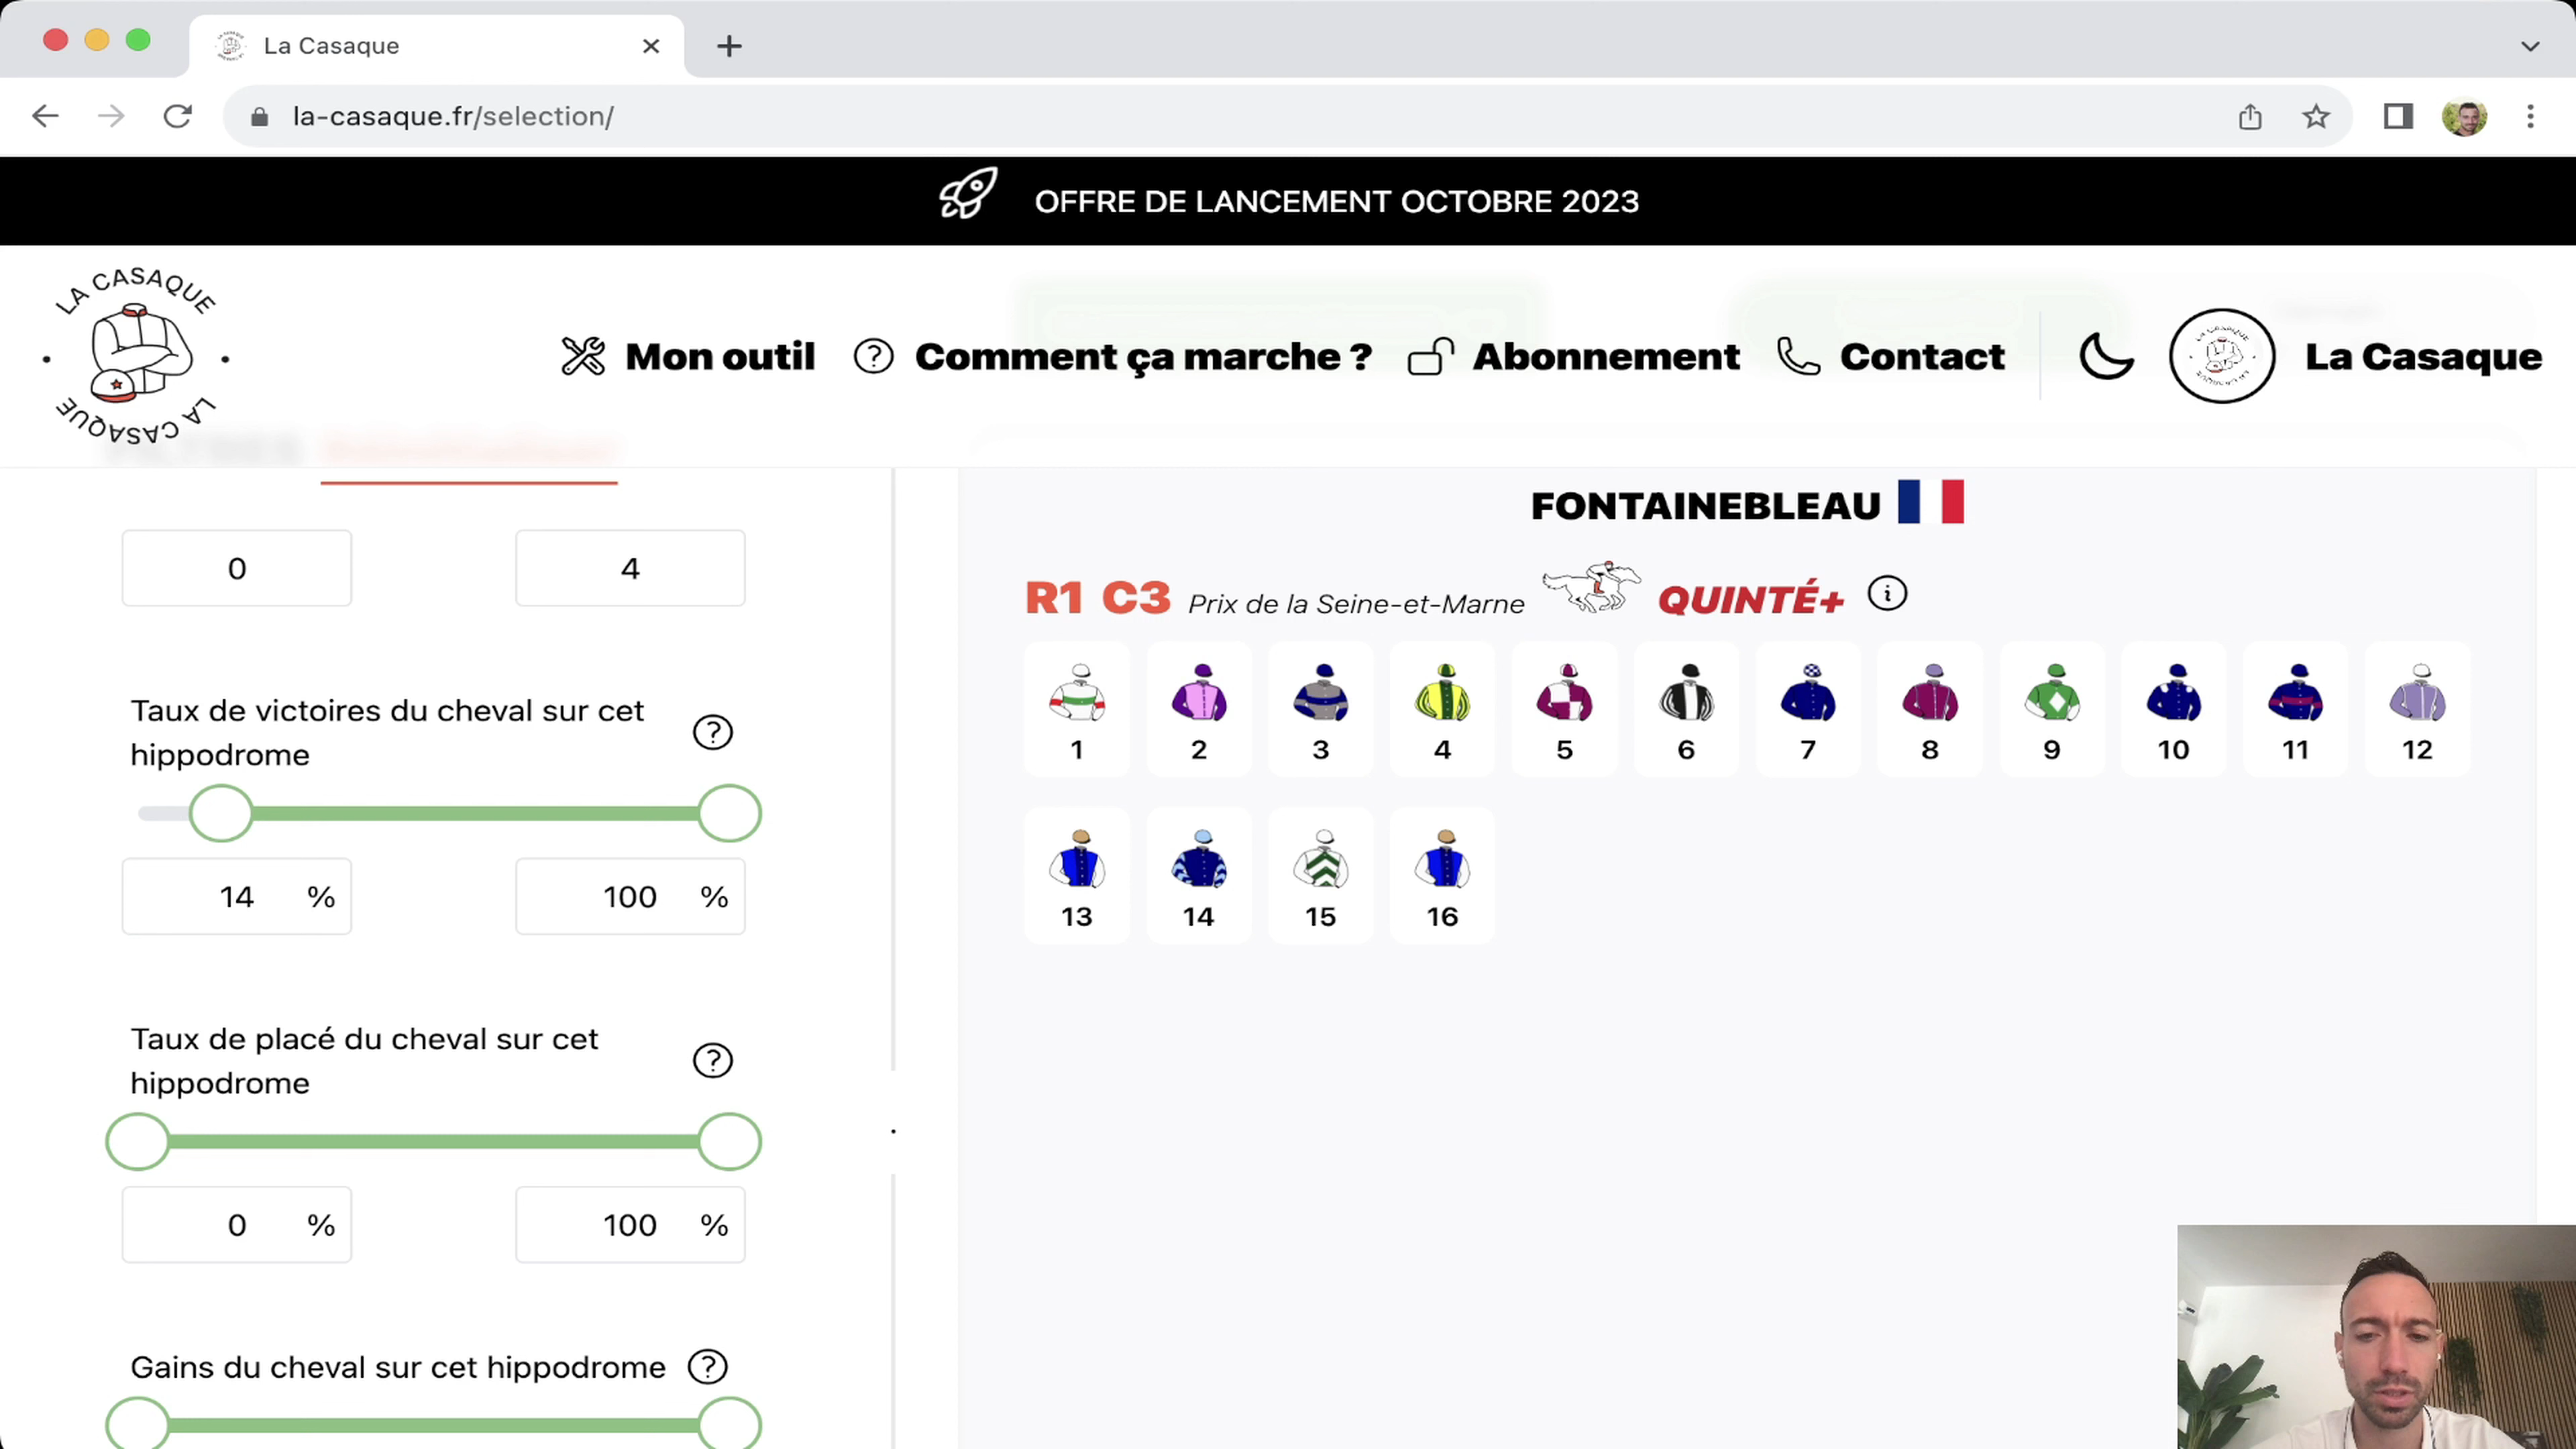 La Casaque
la-casaque.fr/selection/
OFFRE DE LANCEMENT OCTOBRE 2023
LA CASAQUE
LA CASAQUE
Mon outil
Comment ça marche ?
Abonnement
Contact
La Casaque
FONTAINEBLEAU
R1 C3 Prix de la Seine-et-Marne QUINTÉ+
1 2 3 4 5 6 7 8 9 10 11 12
13 14 15 16
0 4
Taux de victoires du cheval sur cet
hippodrome
14 % 100 %
Taux de placé du cheval sur cet
hippodrome
0 % 100 %
Gains du cheval sur cet hippodrome